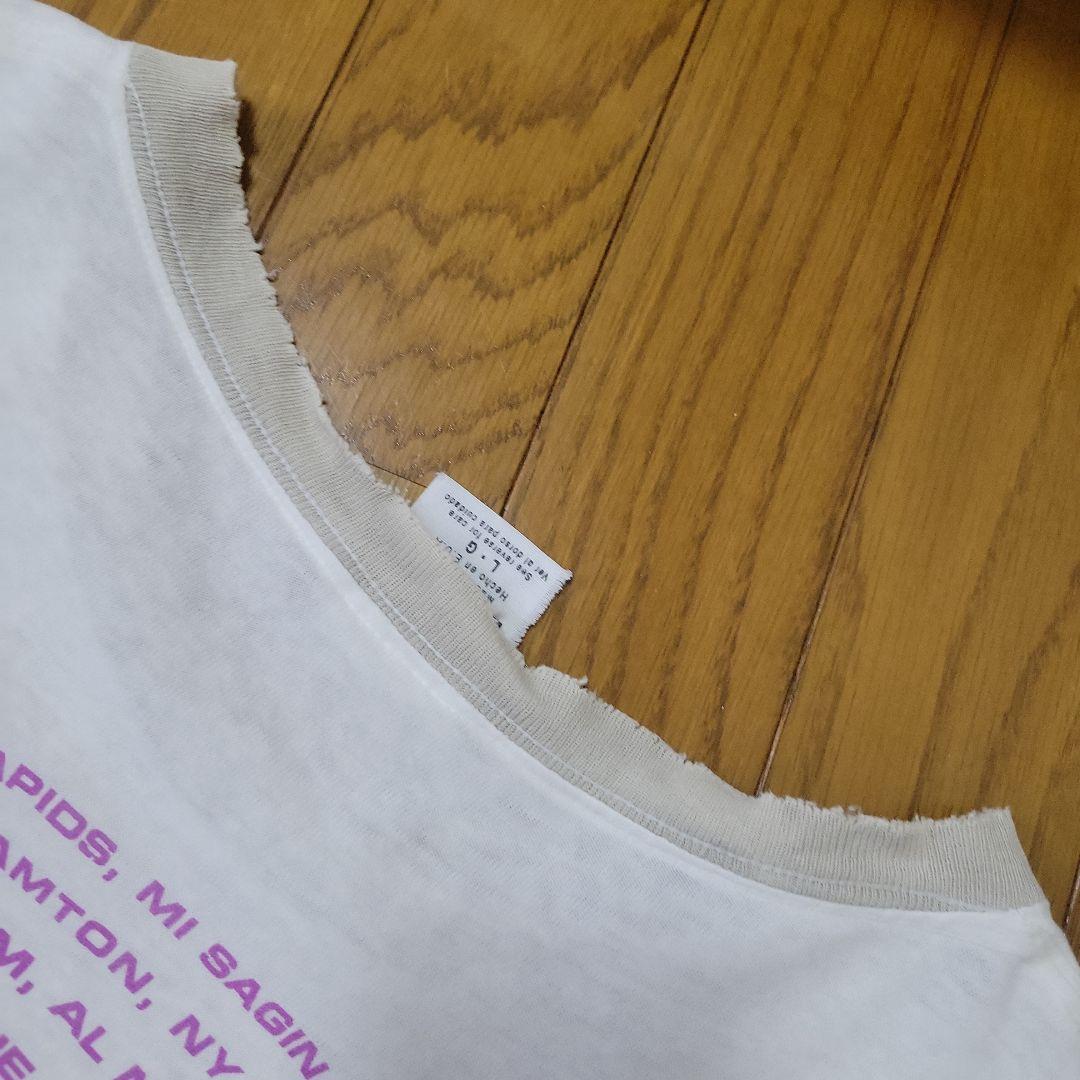 Hecho en E.U.A.
L • G
See reverse for care
Ver al dorso para cuidado
APIDS, MI SAGIN
AMTON, NY
M, AL